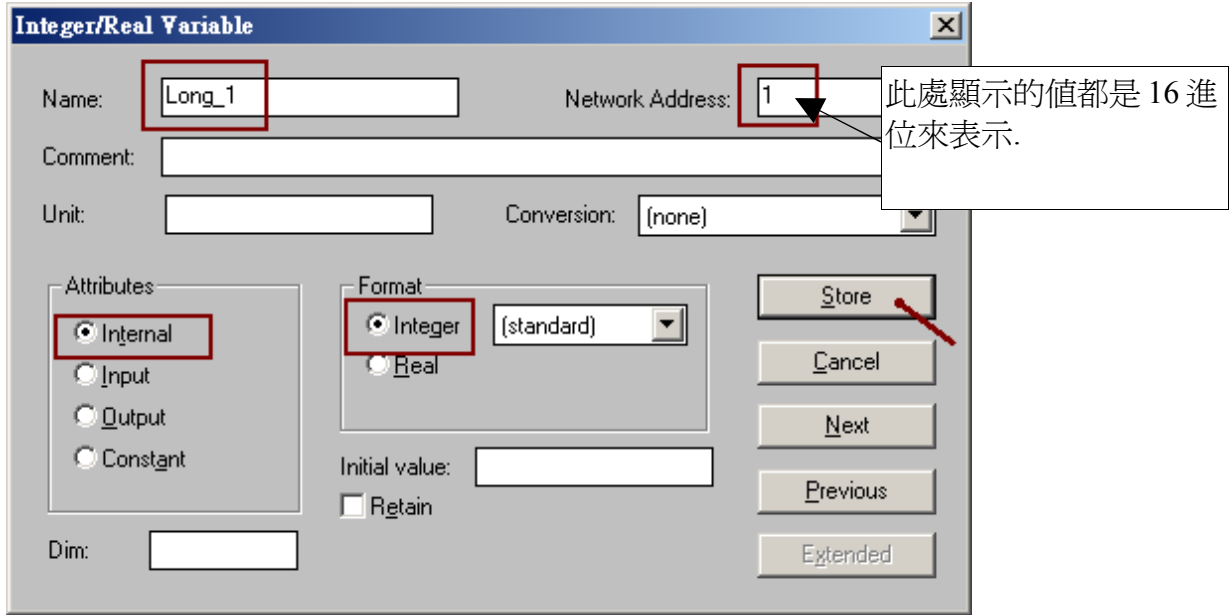 Integer/Real Variable
Name: Long_1 Network Address: 1
此處顯示的值都是 16 進
位來表示.
Comment:
Unit: Conversion: (none)
Attributes
Internal
Input
Output
Constant
Format
Integer (standard)
Real
Initial value:
Retain
Dim:
Store
Cancel
Next
Previous
Extended